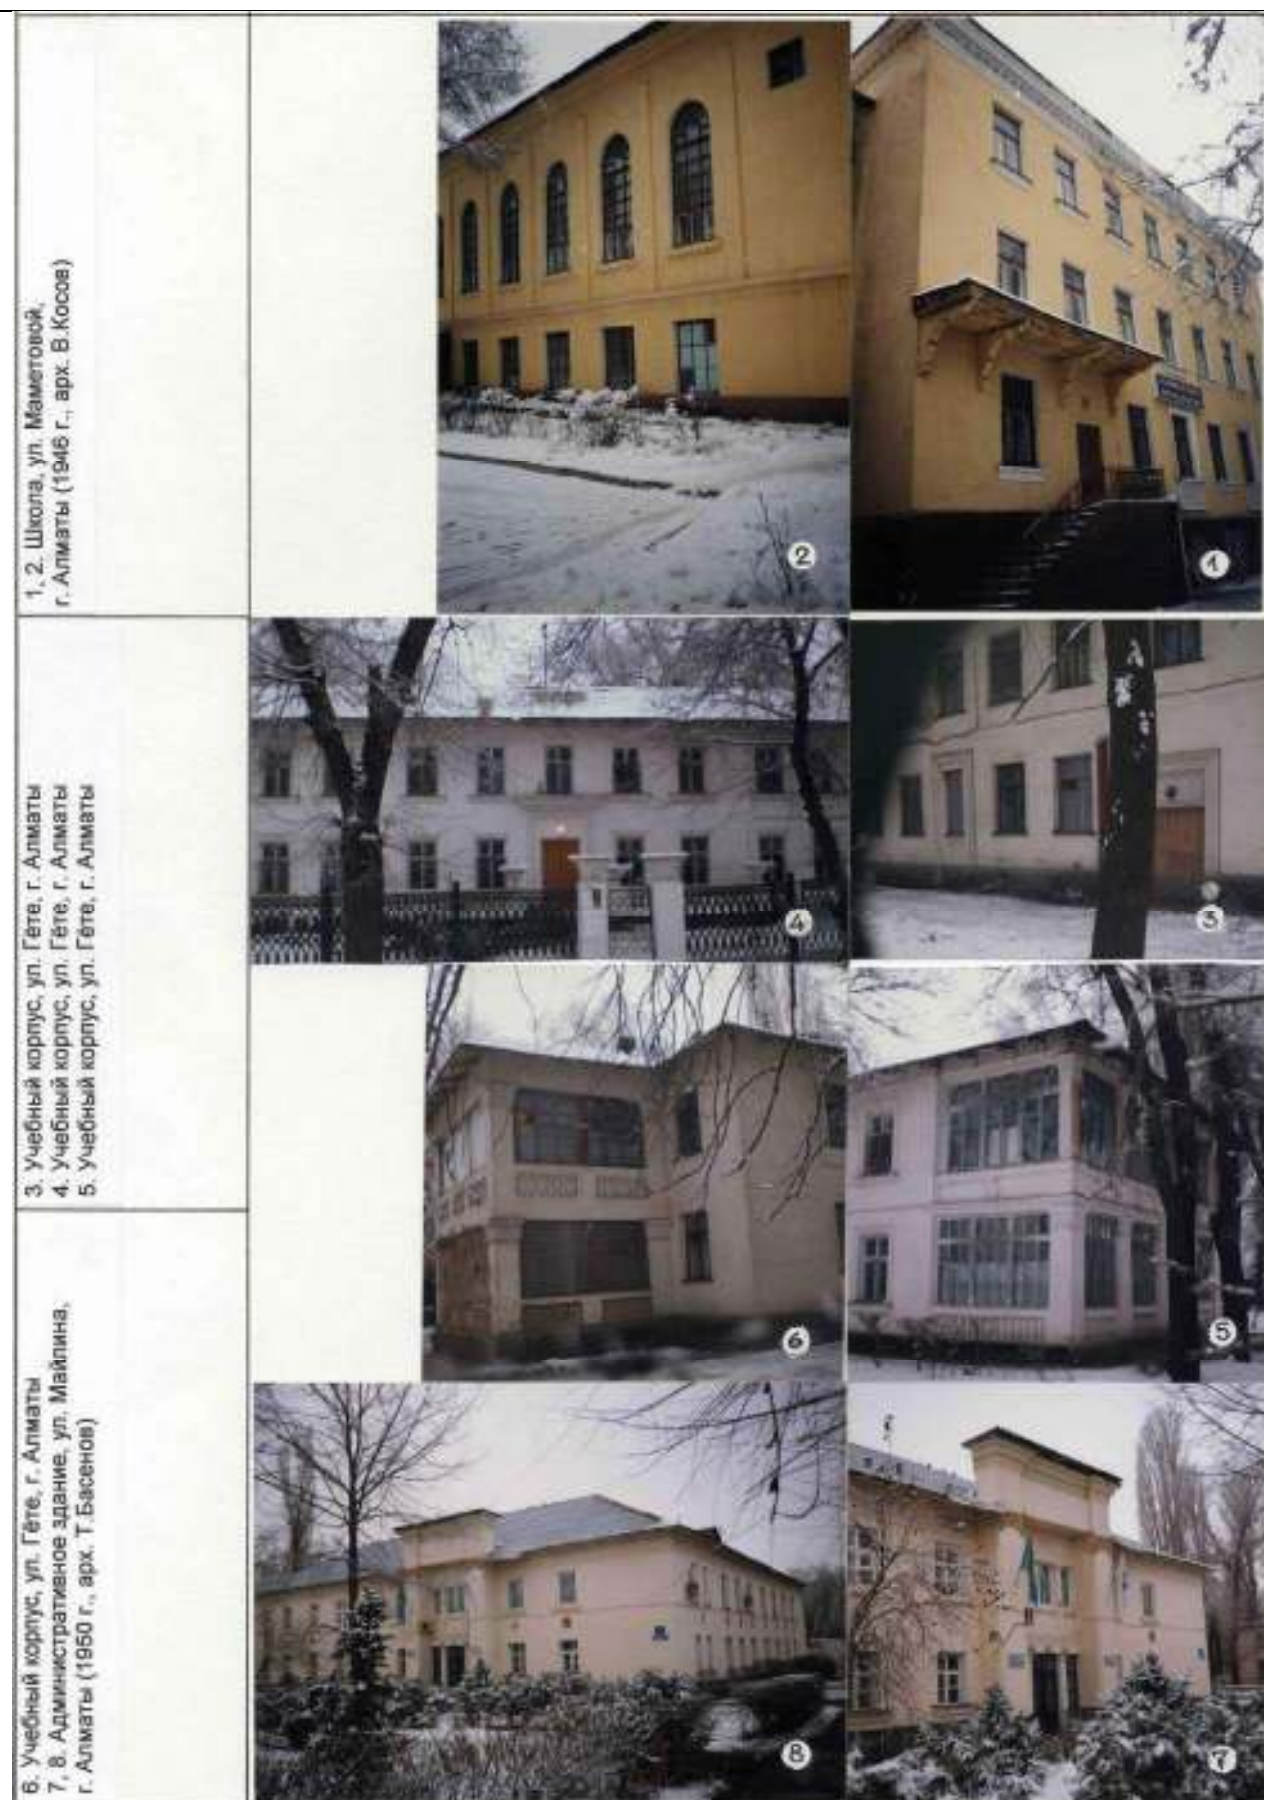 1, 2. Школа, ул. Маметовой,
г. Алматы (1946 г., арх. В.Косов)
3. Учебный корпус, ул. Гёте, г. Алматы
4. Учебный корпус, ул. Гёте, г. Алматы
5. Учебный корпус, ул. Гёте, г. Алматы
6. Учебный корпус, ул. Гёте, г. Алматы
7, 8. Административное здание, ул. Майлина,
г. Алматы (1950 г., арх. Т.Басенов)
2
1
4
3
6
5
8
7